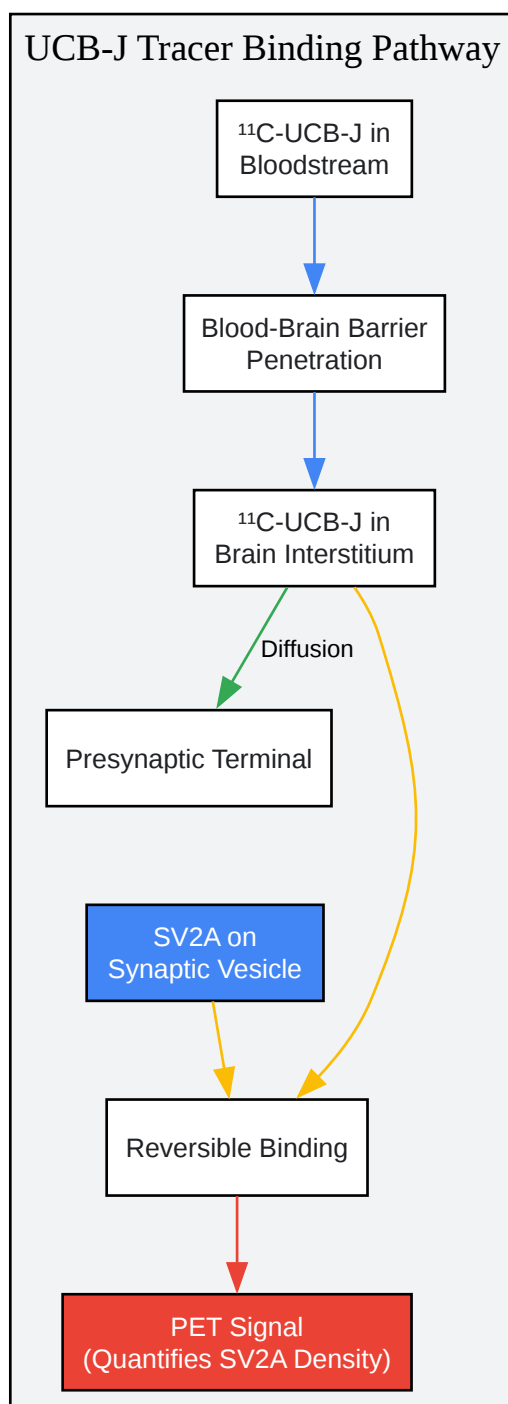 UCB-J Tracer Binding Pathway
¹¹C-UCB-J in
Bloodstream
Blood-Brain Barrier
Penetration
¹¹C-UCB-J in
Brain Interstitium
Diffusion
Presynaptic Terminal
SV2A on
Synaptic Vesicle
Reversible Binding
PET Signal
(Quantifies SV2A Density)